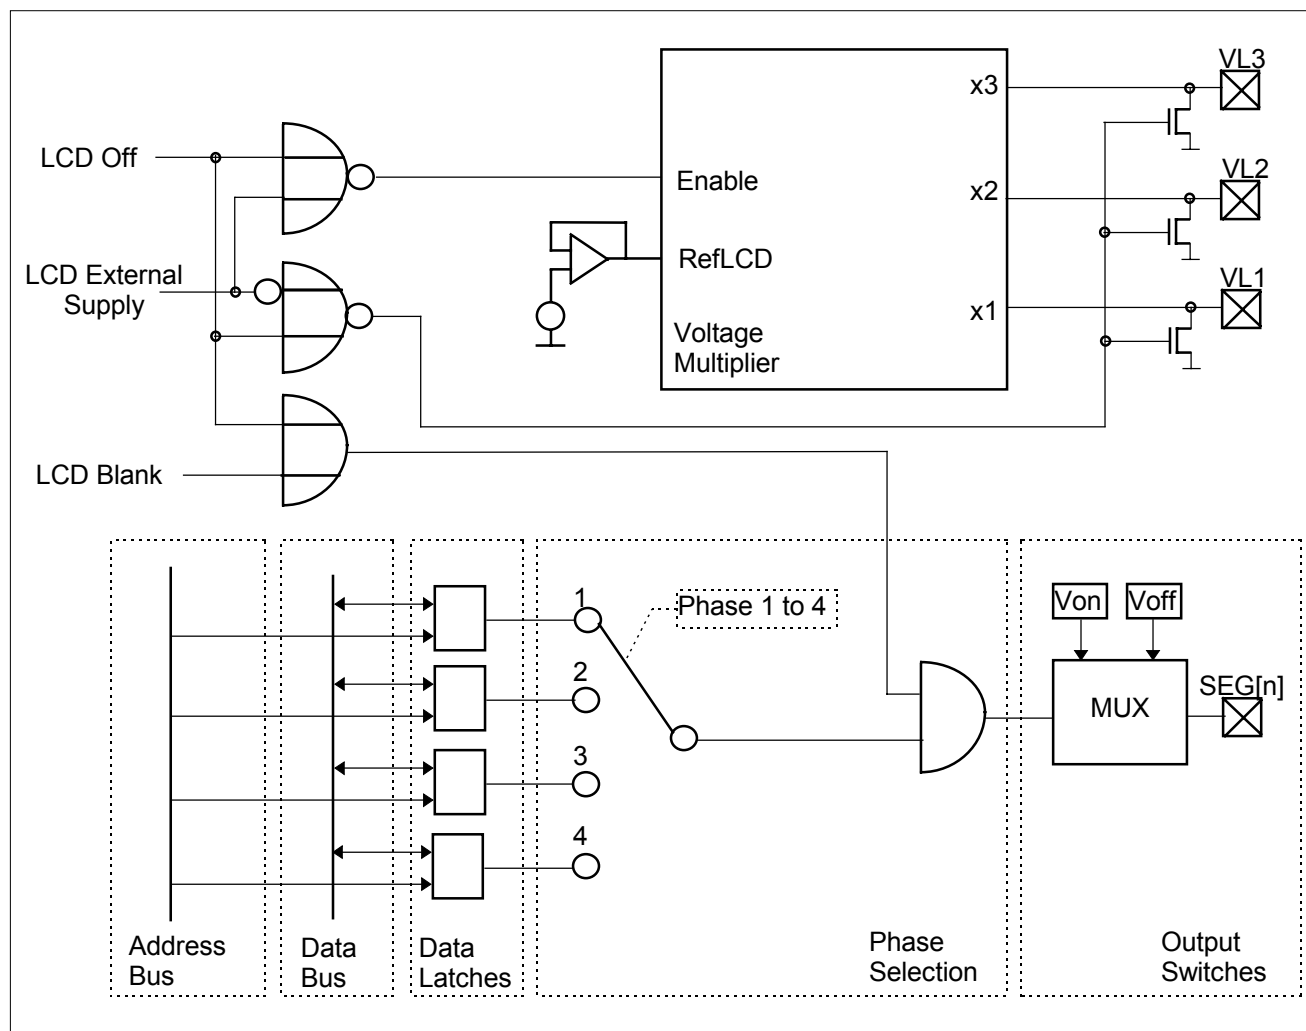 VL3
x3
LCD Off
Enable
x2
VL2
LCD External
Supply
RefLCD
x1
VL1
Voltage
Multiplier
LCD Blank
1
Phase 1 to 4
Von
Voff
2
SEG[n]
MUX
3
4
Address
Bus
Data
Bus
Data
Latches
Phase
Selection
Output
Switches